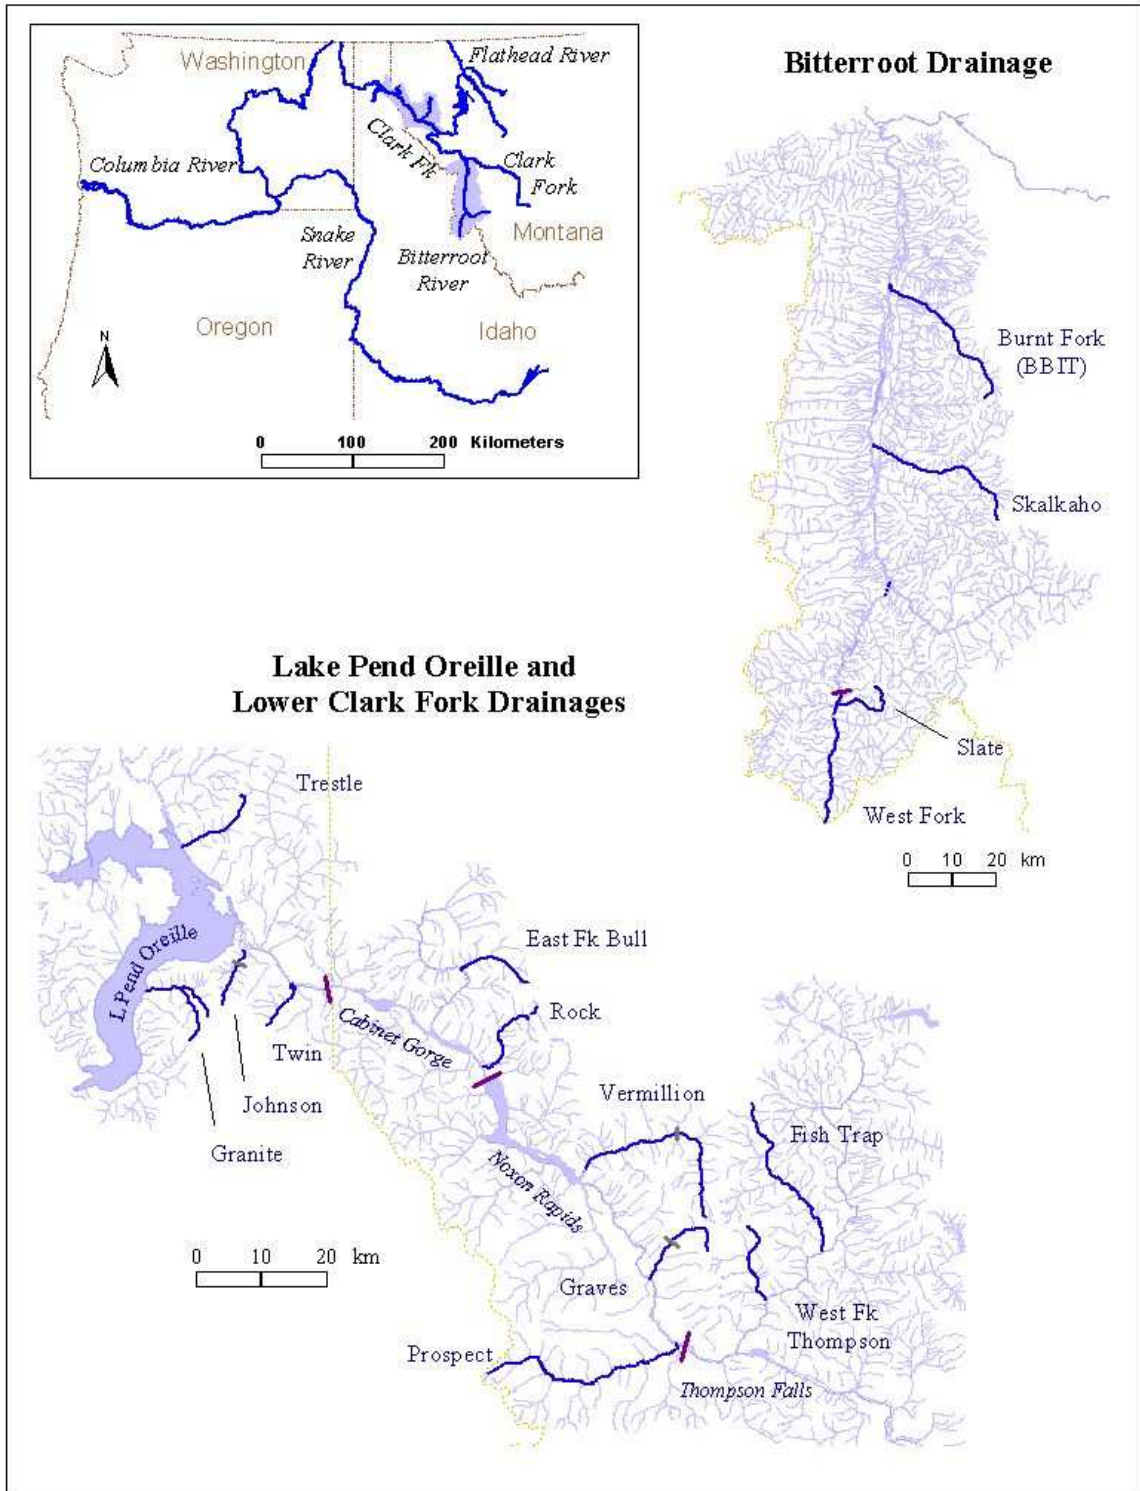 Washington
Flathead River
Columbia River
Clark Fk
Clark
Fork
Snake
River
Bitterroot
River
Montana
Oregon
Idaho
N
0 100 200 Kilometers
Bitterroot Drainage
Burnt Fork
(BBIT)
Skalkaho
Slate
West Fork
0 10 20 km
Lake Pend Oreille and
Lower Clark Fork Drainages
Trestle
L Pend Oreille
East Fk Bull
Rock
Cabinet Gorge
Twin
Johnson
Granite
Vermillion
Fish Trap
Noxon Rapids
0 10 20 km
Graves
West Fk
Thompson
Prospect
Thompson Falls